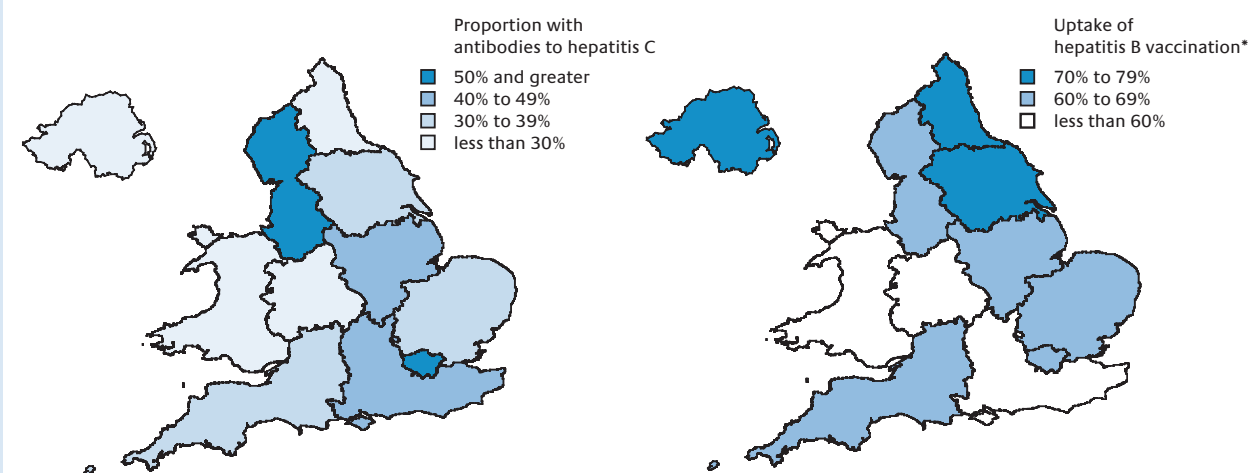 Proportion with
antibodies to hepatitis C
50% and greater
40% to 49%
30% to 39%
less than 30%
Uptake of
hepatitis B vaccination*
70% to 79%
60% to 69%
less than 60%